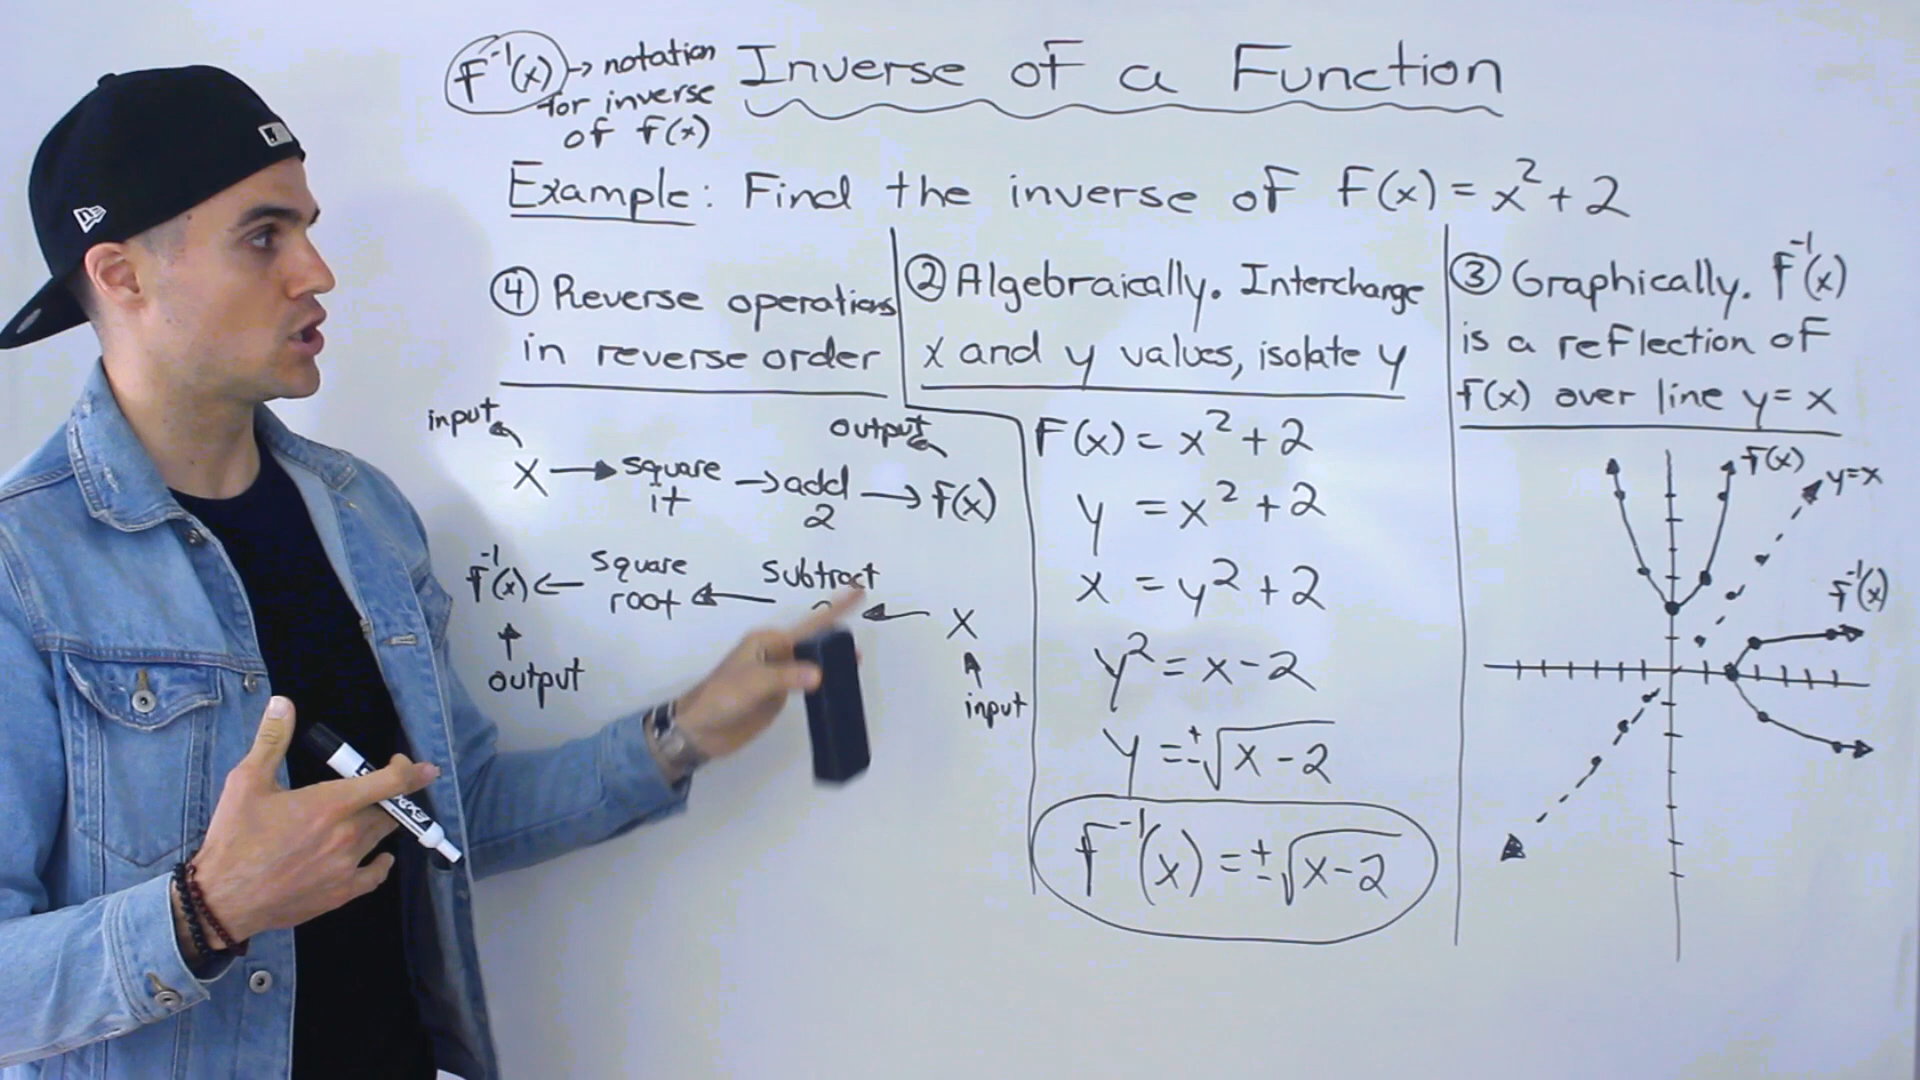 f⁻¹(x) → notation
for inverse
of f(x)
Inverse of a Function
Example: Find the inverse of f(x) = x² + 2
④ Reverse operations
in reverse order
input
output
x → square it → add 2 → f(x)
f⁻¹(x) ← square root ← Subtract ← x
output
input
② Algebraically. Interchange
x and y values, isolate y
f(x) = x² + 2
y = x² + 2
x = y² + 2
y² = x - 2
y = ±√x - 2
f⁻¹(x) = ±√x-2
③ Graphically. f⁻¹(x)
is a reflection of
f(x) over line y = x
f(x)
y=x
f⁻¹(x)